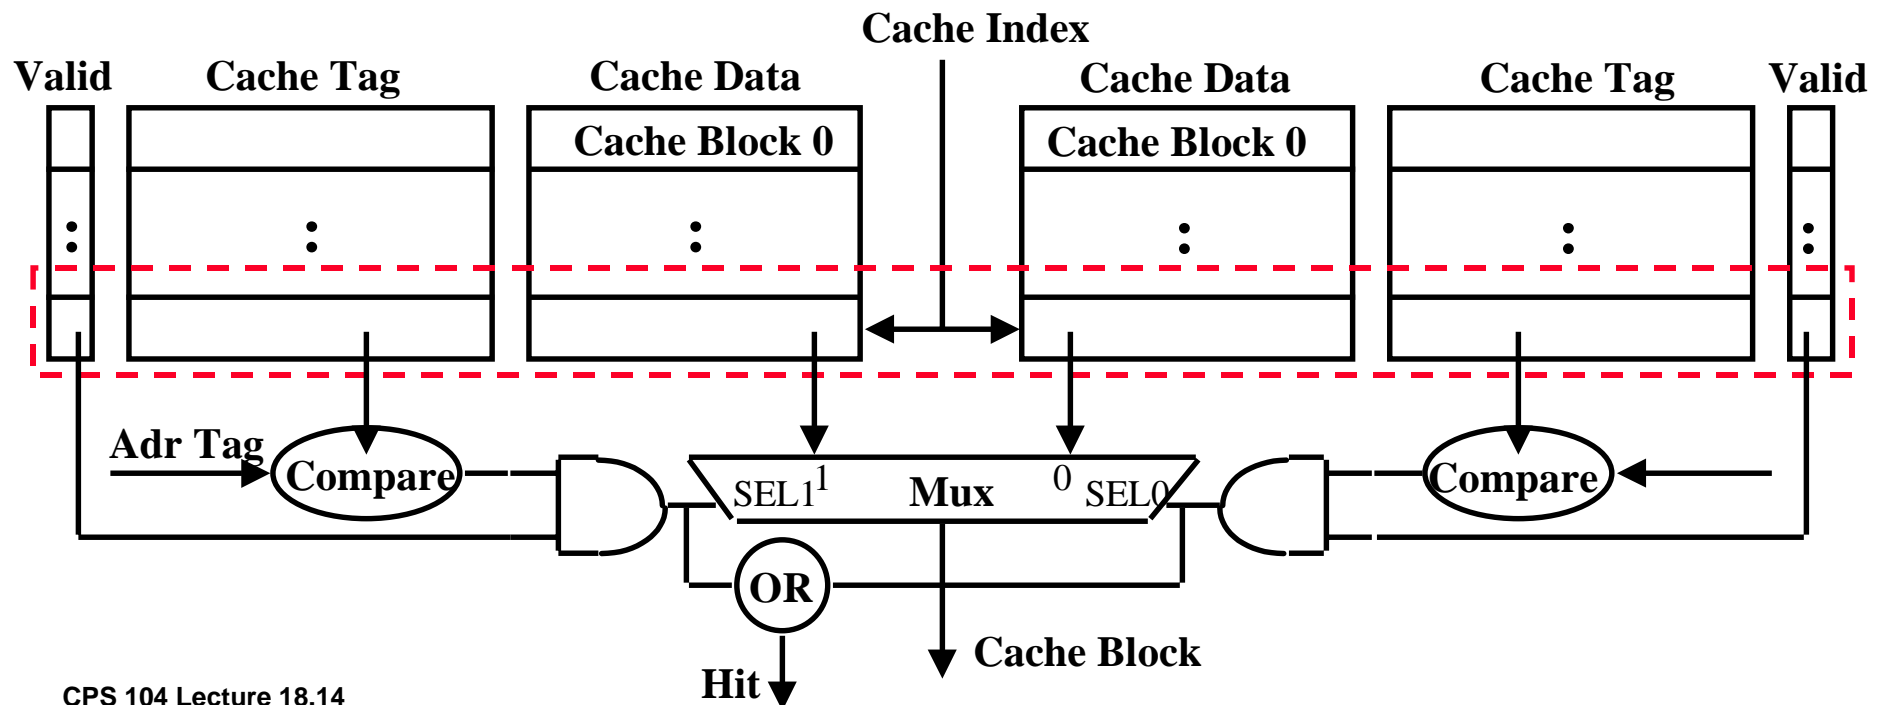 Cache Index
Valid Cache Tag Cache Data Cache Data Cache Tag Valid
Cache Block 0 Cache Block 0
: : : : : :
Adr Tag
Compare SEL1 1 Mux 0 SEL0 Compare
OR
Cache Block
Hit
CPS 104 Lecture 18.14